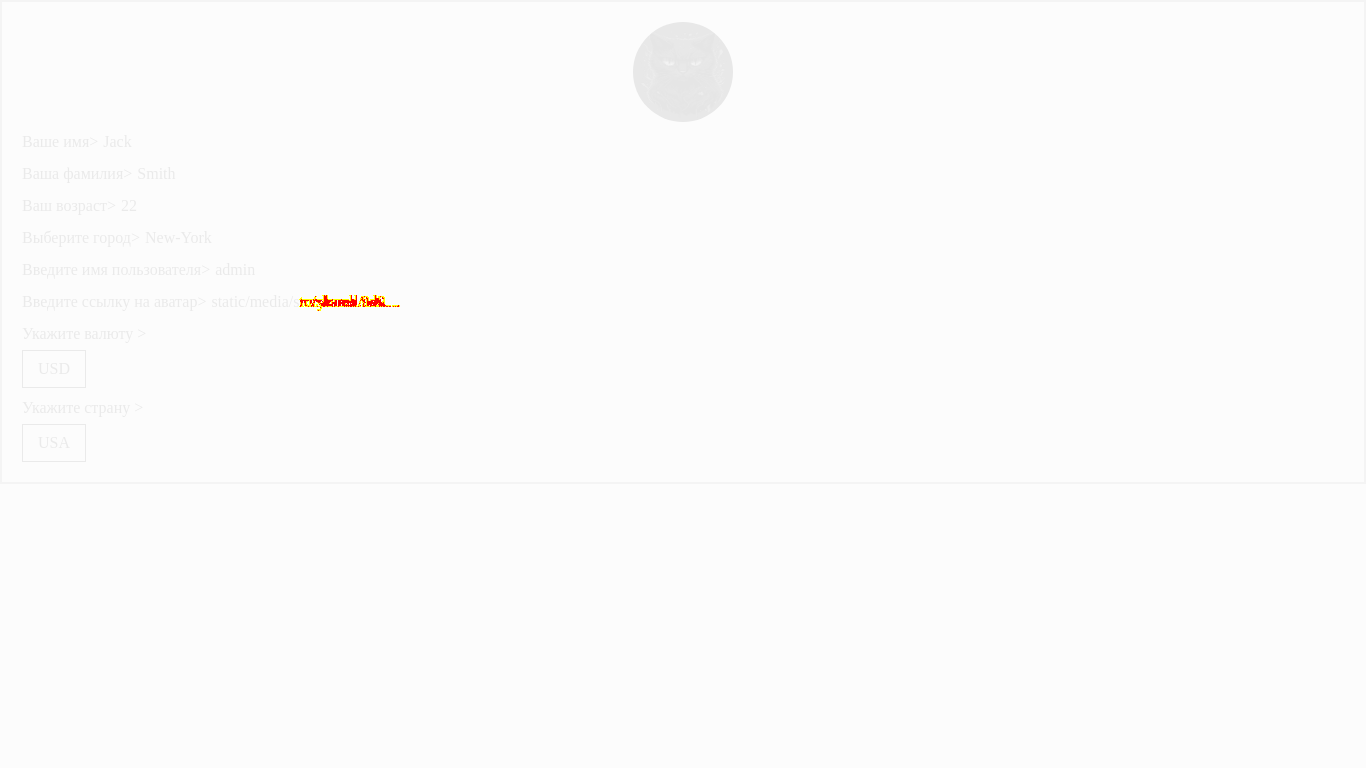 Ваше имя> Jack
Ваша фамилия> Smith
Ваш возраст> 22
Выберите город> New-York
Введите имя пользователя> admin
Введите ссылку на аватар> static/media/
Укажите валюту >
USD
Укажите страну >
USA